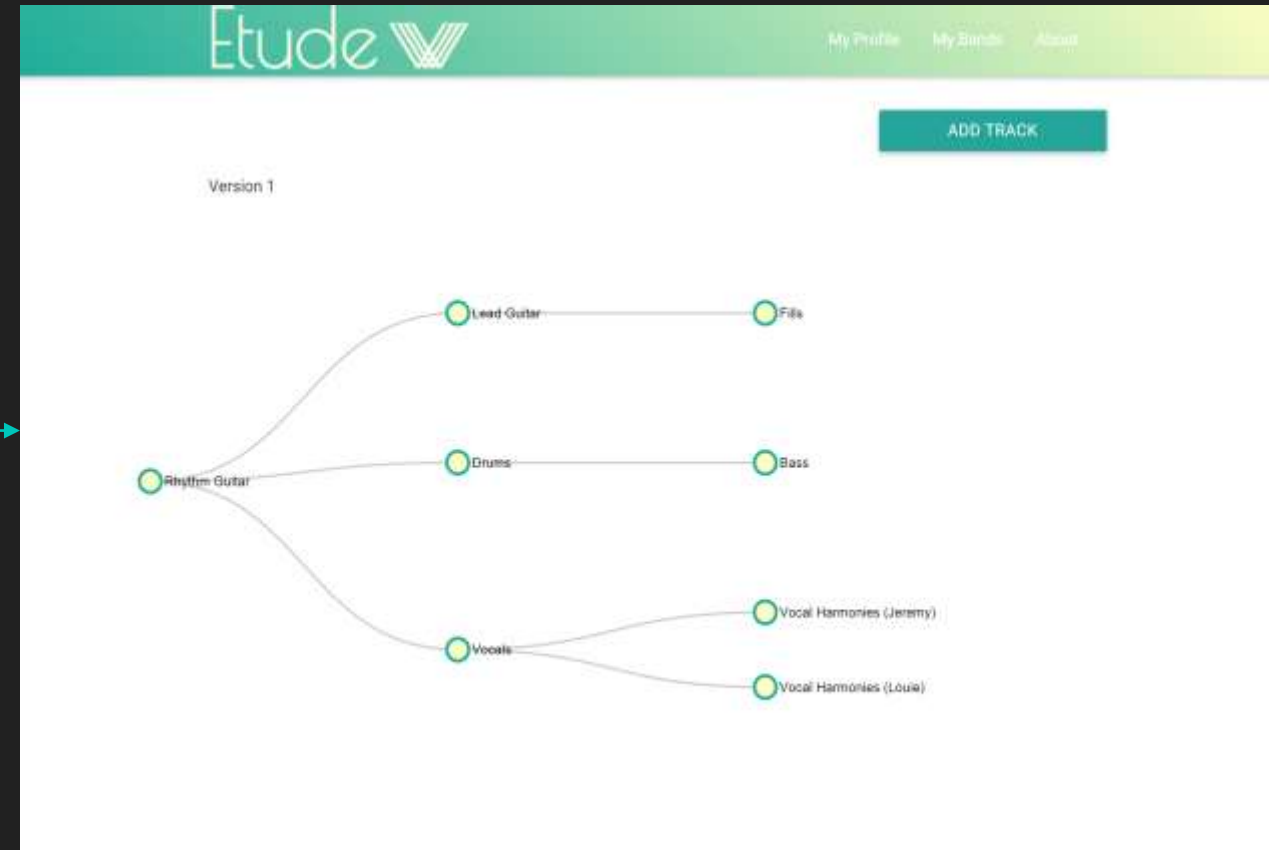 Etude
My Profile My Bands About
ADD TRACK
Version 1
Lead Guitar
Fills
Drums
Bass
Rhythm Guitar
Vocal Harmonies (Jeremy)
Vocals
Vocal Harmonies (Louie)